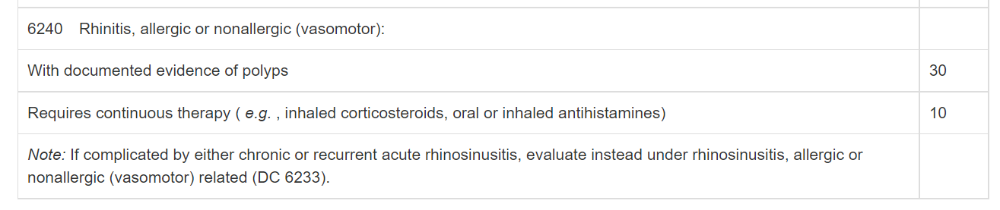 6240 Rhinitis, allergic or nonallergic (vasomotor):
With documented evidence of polyps 30
Requires continuous therapy ( e.g. , inhaled corticosteroids, oral or inhaled antihistamines) 10
Note: If complicated by either chronic or recurrent acute rhinosinusitis, evaluate instead under rhinosinusitis, allergic or
nonallergic (vasomotor) related (DC 6233).